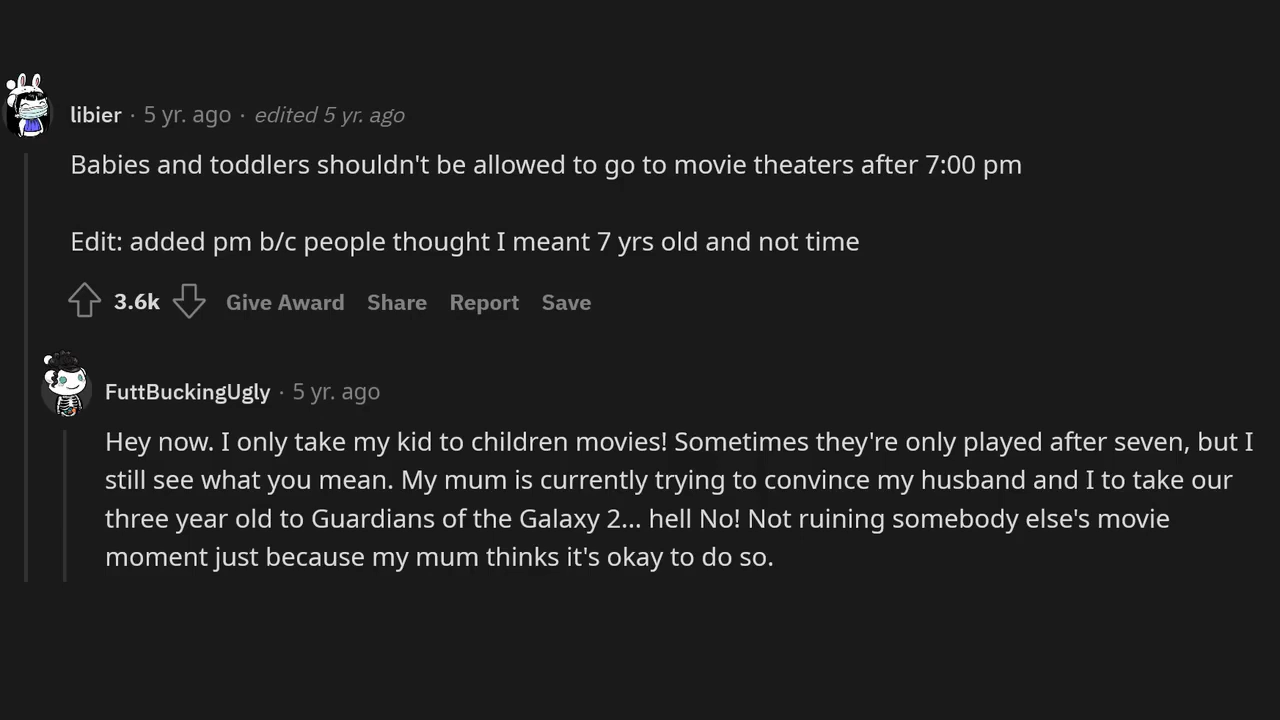 libier · 5 yr. ago · edited 5 yr. ago
Babies and toddlers shouldn't be allowed to go to movie theaters after 7:00 pm
Edit: added pm b/c people thought I meant 7 yrs old and not time
3.6k Give Award Share Report Save
FuttBuckingUgly · 5 yr. ago
Hey now. I only take my kid to children movies! Sometimes they're only played after seven, but I
still see what you mean. My mum is currently trying to convince my husband and I to take our
three year old to Guardians of the Galaxy 2... hell No! Not ruining somebody else's movie
moment just because my mum thinks it's okay to do so.